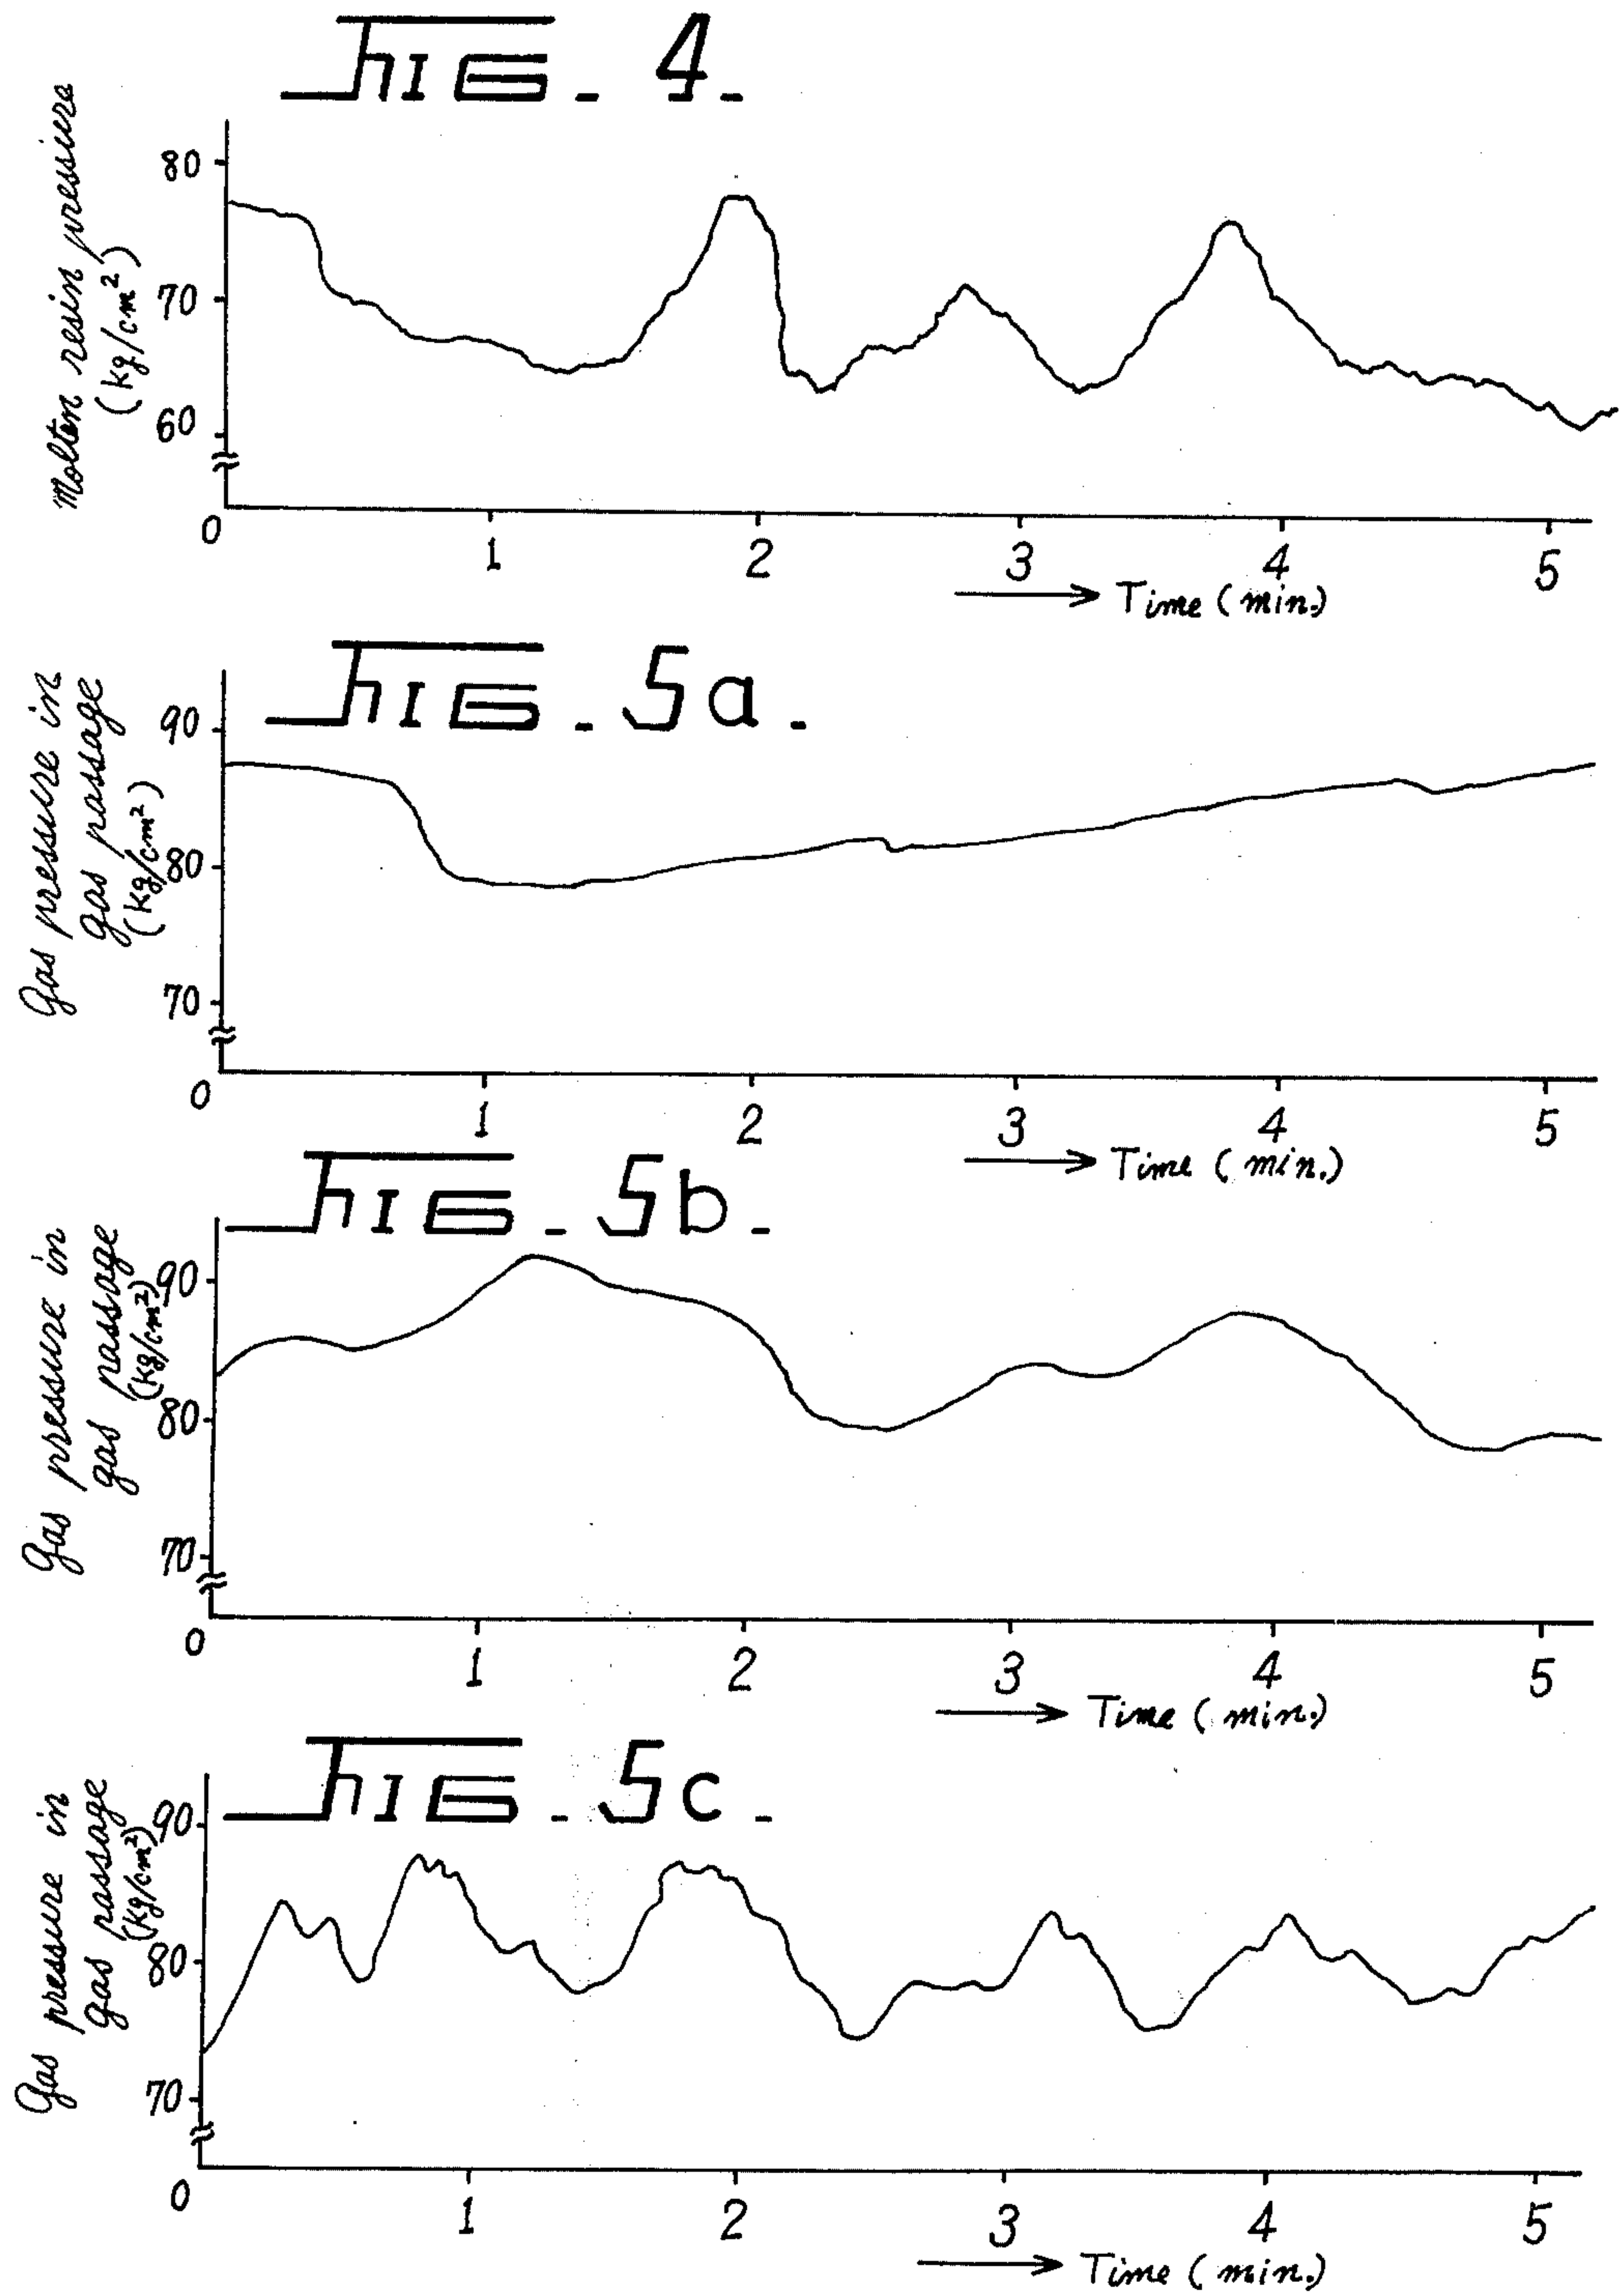 FIG. 4.
Molten resin pressure
(kg/cm²)
80
70
60
0
1 2 3 4 5
Time (min.)
FIG. 5a.
Gas pressure in
gas passage
(kg/cm²)
90
80
70
0
1 2 3 4 5
Time (min.)
FIG. 5b.
Gas pressure in
gas passage
(kg/cm²)
90
80
70
0
1 2 3 4 5
Time (min.)
FIG. 5c.
Gas pressure in
gas passage
(kg/cm²)
90
80
70
0
1 2 3 4 5
Time (min.)